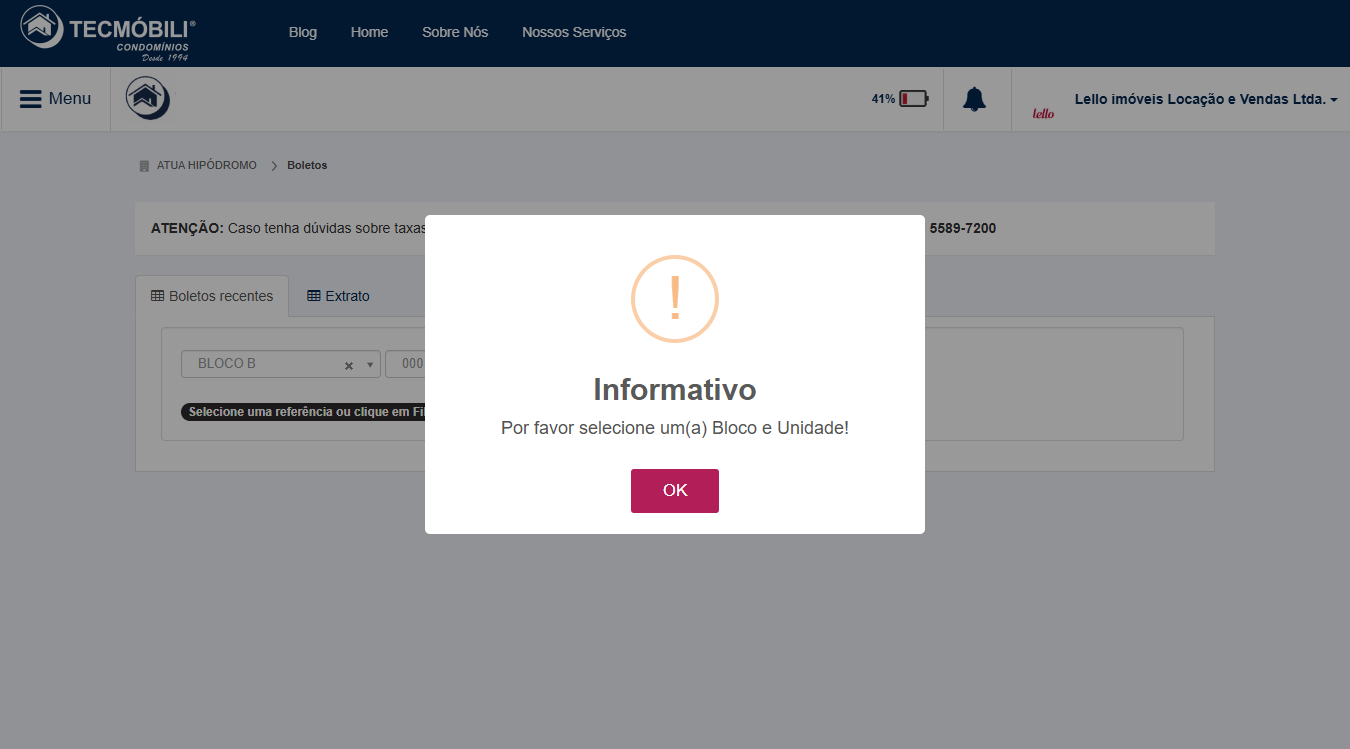 TECMÓBILI®
CONDOMÍNIOS
Desde 1994
Blog Home Sobre Nós Nossos Serviços
Menu
41%
lello
Lello imóveis Locação e Vendas Ltda.
ATUA HIPÓDROMO > Boletos
ATENÇÃO: Caso tenha dúvidas sobre taxas 5589-7200
Boletos recentes Extrato
BLOCO B × 000
Selecione uma referência ou clique em
!
Informativo
Por favor selecione um(a) Bloco e Unidade!
OK